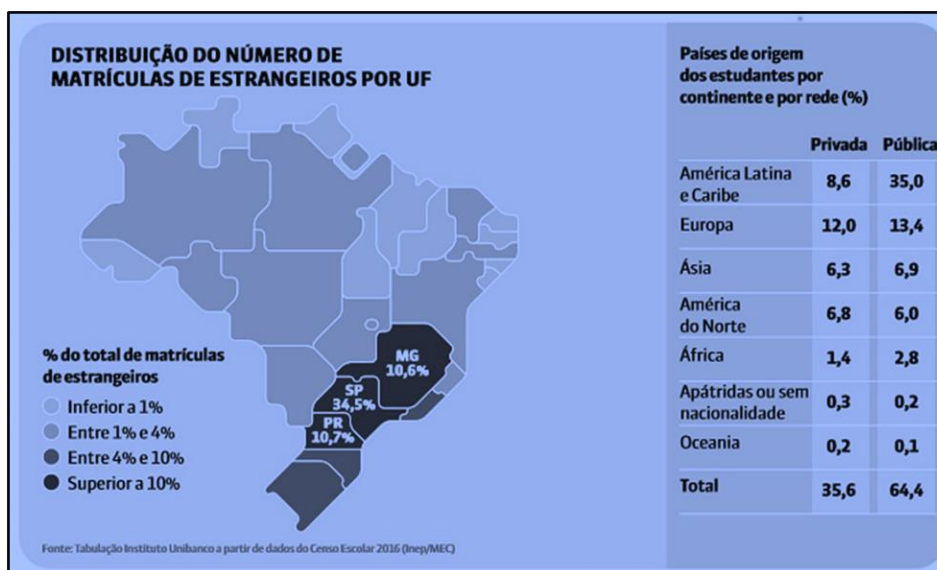 DISTRIBUIÇÃO DO NÚMERO DE
MATRÍCULAS DE ESTRANGEIROS POR UF
MG
10,6%
SP
34,5%
PR
10,7%
% do total de matrículas
de estrangeiros
Inferior a 1%
Entre 1% e 4%
Entre 4% e 10%
Superior a 10%
Fonte: Tabulação Instituto Unibanco a partir de dados do Censo Escolar 2016 (Inep/MEC)
Países de origem
dos estudantes por
continente e por rede (%)
Privada Pública
América Latina
e Caribe 8,6 35,0
Europa 12,0 13,4
Ásia 6,3 6,9
América
do Norte 6,8 6,0
África 1,4 2,8
Apátridas ou sem
nacionalidade 0,3 0,2
Oceania 0,2 0,1
Total 35,6 64,4